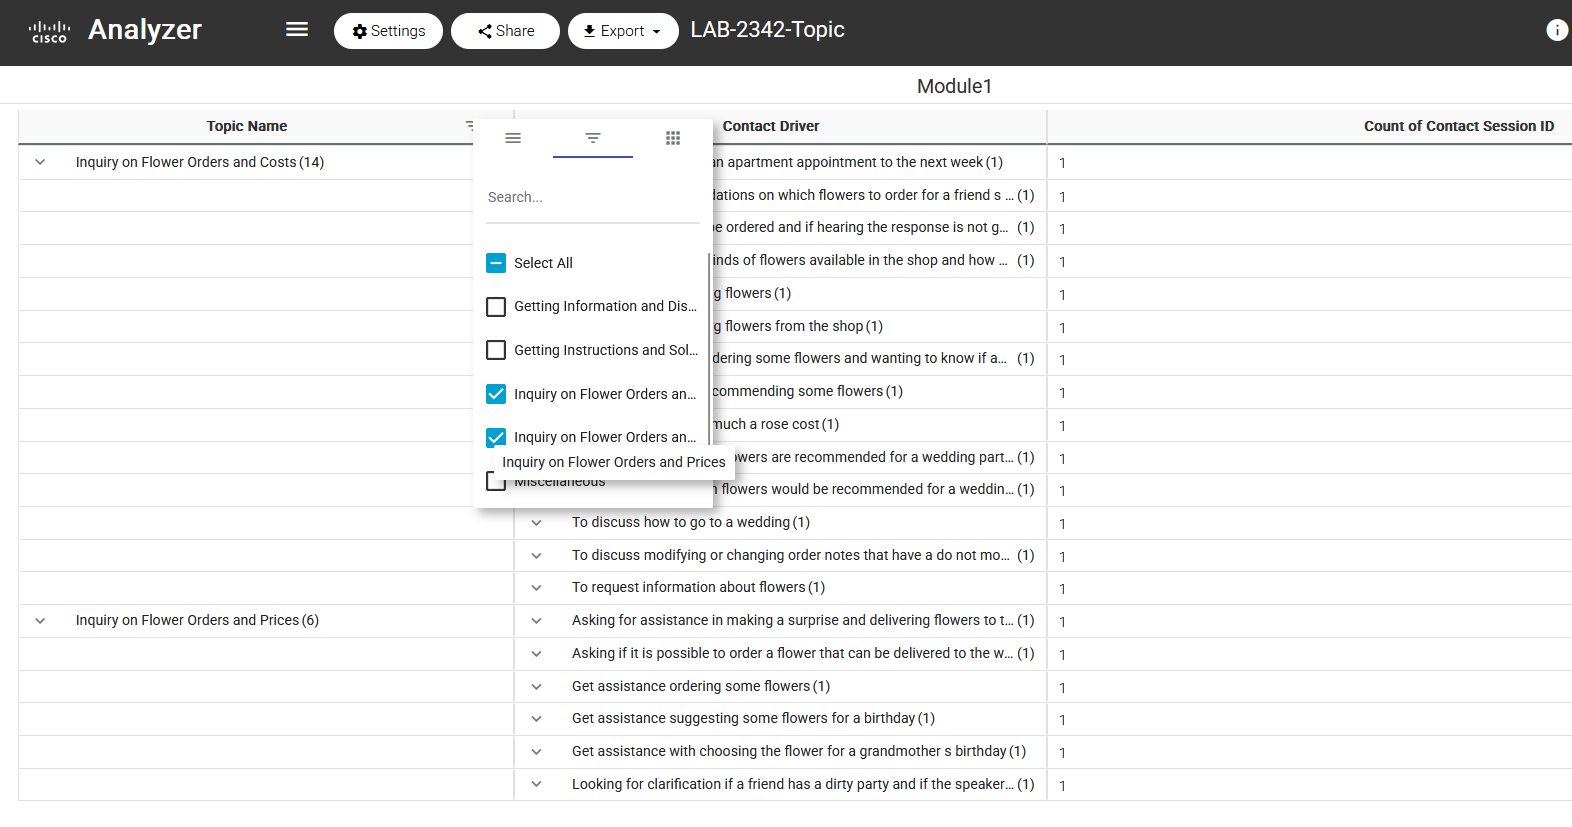 CISCO Analyzer Settings Share Export LAB-2342-Topic
Module1
Topic Name Contact Driver Count of Contact Session ID
Inquiry on Flower Orders and Costs (14) an apartment appointment to the next week (1) 1
Search... dations on which flowers to order for a friend s ... (1) 1
be ordered and if hearing the response is not g... (1) 1
Select All inds of flowers available in the shop and how ... (1) 1
Getting Information and Dis... g flowers (1) 1
g flowers from the shop (1) 1
Getting Instructions and Sol... dering some flowers and wanting to know if a... (1) 1
Inquiry on Flower Orders an... commending some flowers (1) 1
Inquiry on Flower Orders an... much a rose cost (1) 1
Inquiry on Flower Orders and Prices owers are recommended for a wedding part... (1) 1
Miscellaneous n flowers would be recommended for a weddin... (1) 1
To discuss how to go to a wedding (1) 1
To discuss modifying or changing order notes that have a do not mo... (1) 1
To request information about flowers (1) 1
Inquiry on Flower Orders and Prices (6) Asking for assistance in making a surprise and delivering flowers to t... (1) 1
Asking if it is possible to order a flower that can be delivered to the w... (1) 1
Get assistance ordering some flowers (1) 1
Get assistance suggesting some flowers for a birthday (1) 1
Get assistance with choosing the flower for a grandmother s birthday (1) 1
Looking for clarification if a friend has a dirty party and if the speaker... (1) 1